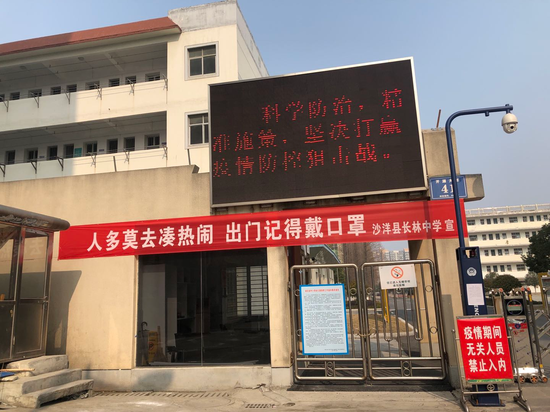 科学防治，精
准施策，坚决打赢
疫情防控狙击战。
41
人多莫去凑热闹 出门记得戴口罩 沙洋县长林中学 宣
疫情期间
无关人员
禁止入内